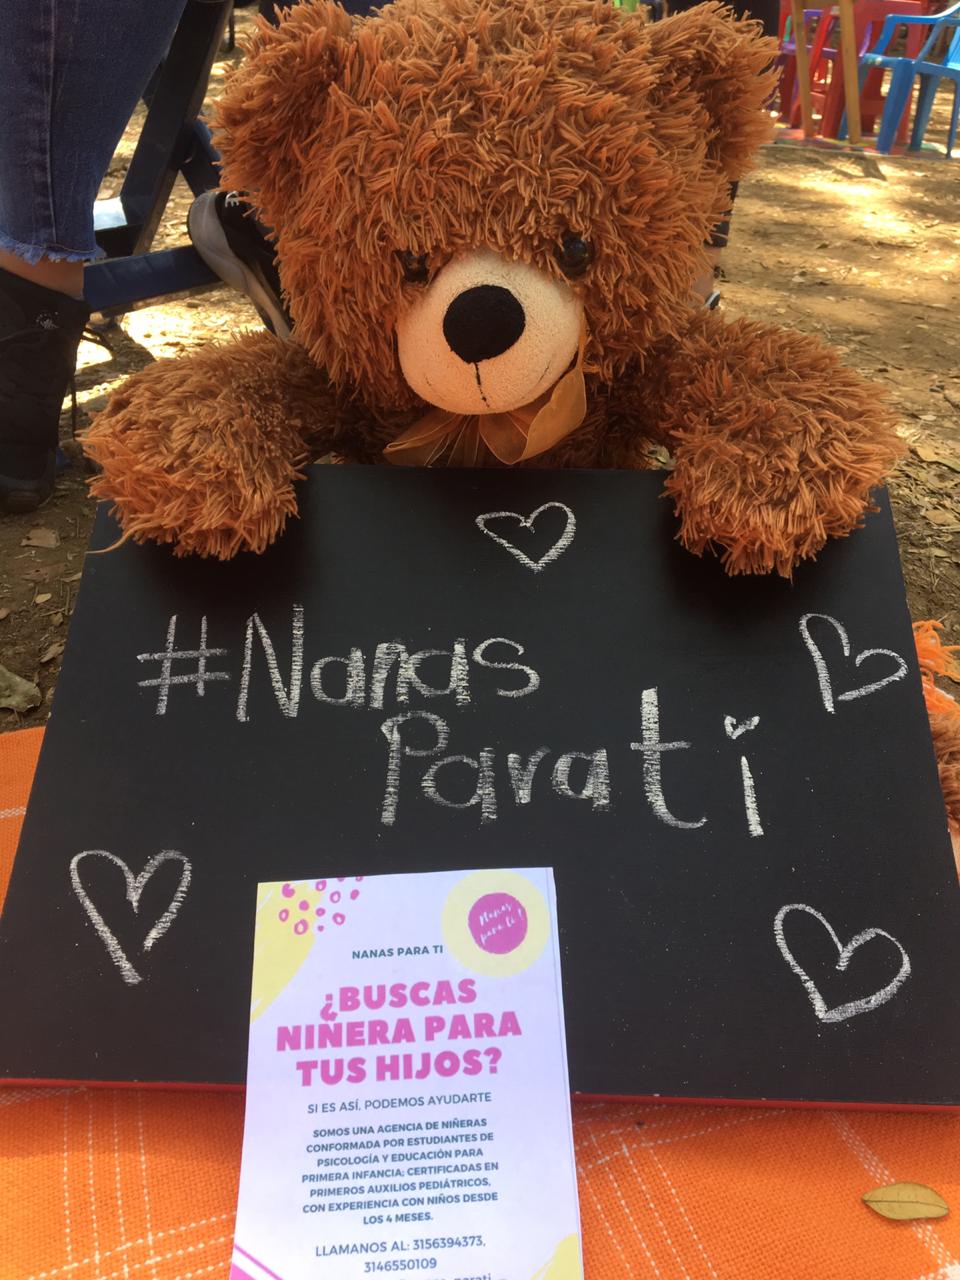 #Nanas
Para ti
Nanas
para ti
NANAS PARA TI
¿BUSCAS
NIÑERA PARA
TUS HIJOS?
SI ES ASÍ, PODEMOS AYUDARTE
SOMOS UNA AGENCIA DE NIÑERAS
CONFORMADA POR ESTUDIANTES DE
PSICOLOGÍA Y EDUCACIÓN PARA
PRIMERA INFANCIA; CERTIFICADAS EN
PRIMEROS AUXILIOS PEDIÁTRICOS,
CON EXPERIENCIA CON NIÑOS DESDE
LOS 4 MESES.
LLAMANOS AL: 3156394373,
3146550109